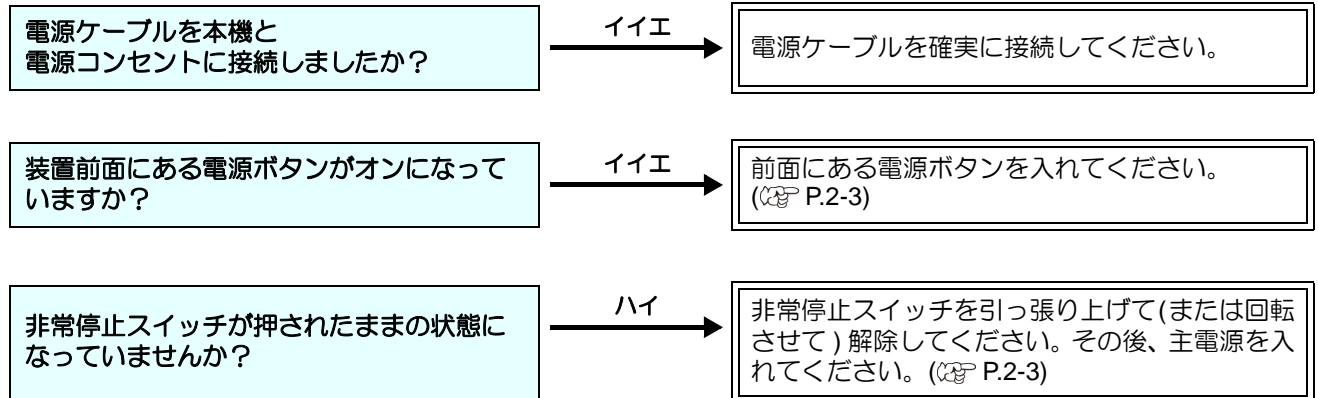 電源ケーブルを本機と
電源コンセントに接続しましたか？
イイエ
電源ケーブルを確実に接続してください。
装置前面にある電源ボタンがオンになって
いますか？
イイエ
前面にある電源ボタンを入れてください。
(☞ P.2-3)
非常停止スイッチが押されたままの状態に
なっていませんか？
ハイ
非常停止スイッチを引っ張り上げて(または回転
させて)解除してください。その後、主電源を入
れてください。(☞ P.2-3)